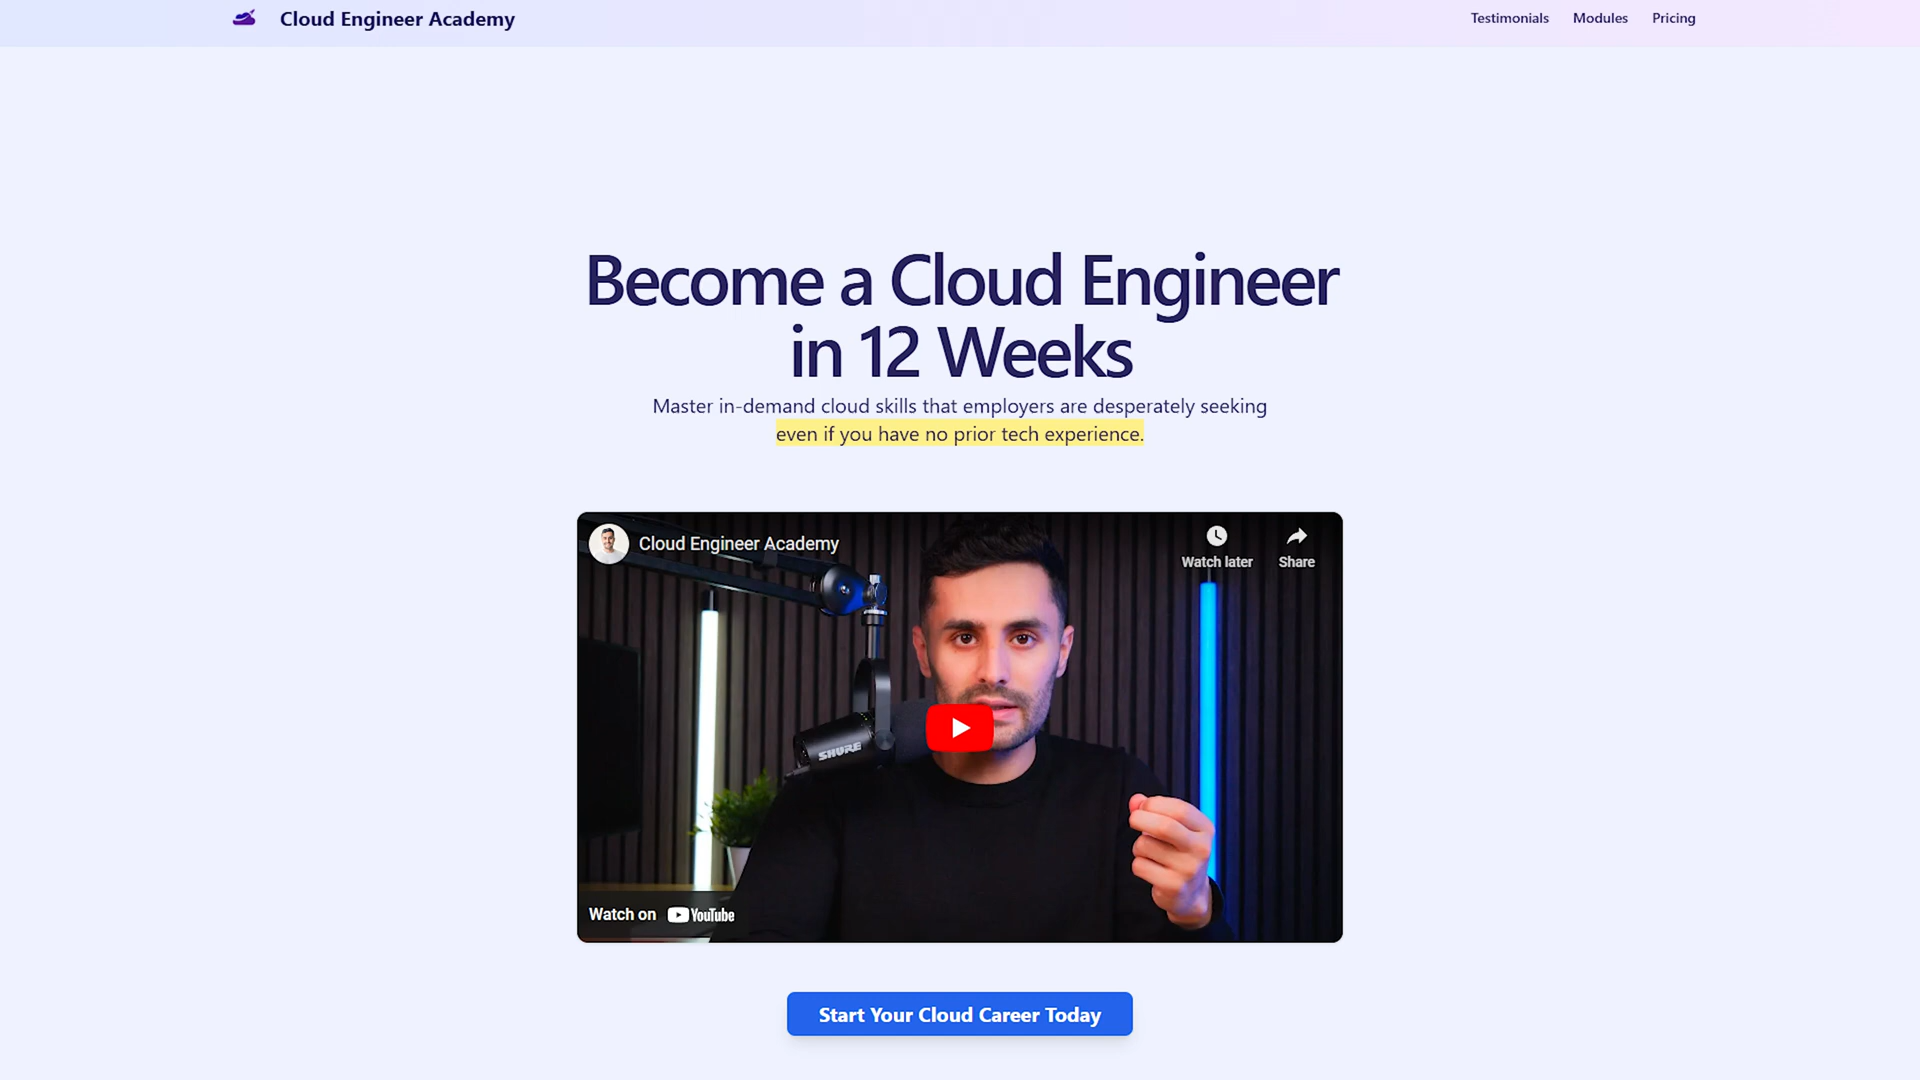 Cloud Engineer Academy
Testimonials
Modules
Pricing
Become a Cloud Engineer
in 12 Weeks
Master in-demand cloud skills that employers are desperately seeking
even if you have no prior tech experience.
Cloud Engineer Academy
Watch later
Share
SHURE
Watch on YouTube
Start Your Cloud Career Today